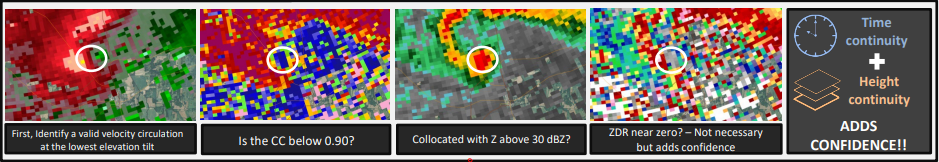 First, Identify a valid velocity circulation
at the lowest elevation tilt
Is the CC below 0.90?
Collocated with Z above 30 dBZ?
ZDR near zero? – Not necessary
but adds confidence
Time
continuity
Height
continuity
ADDS
CONFIDENCE!!